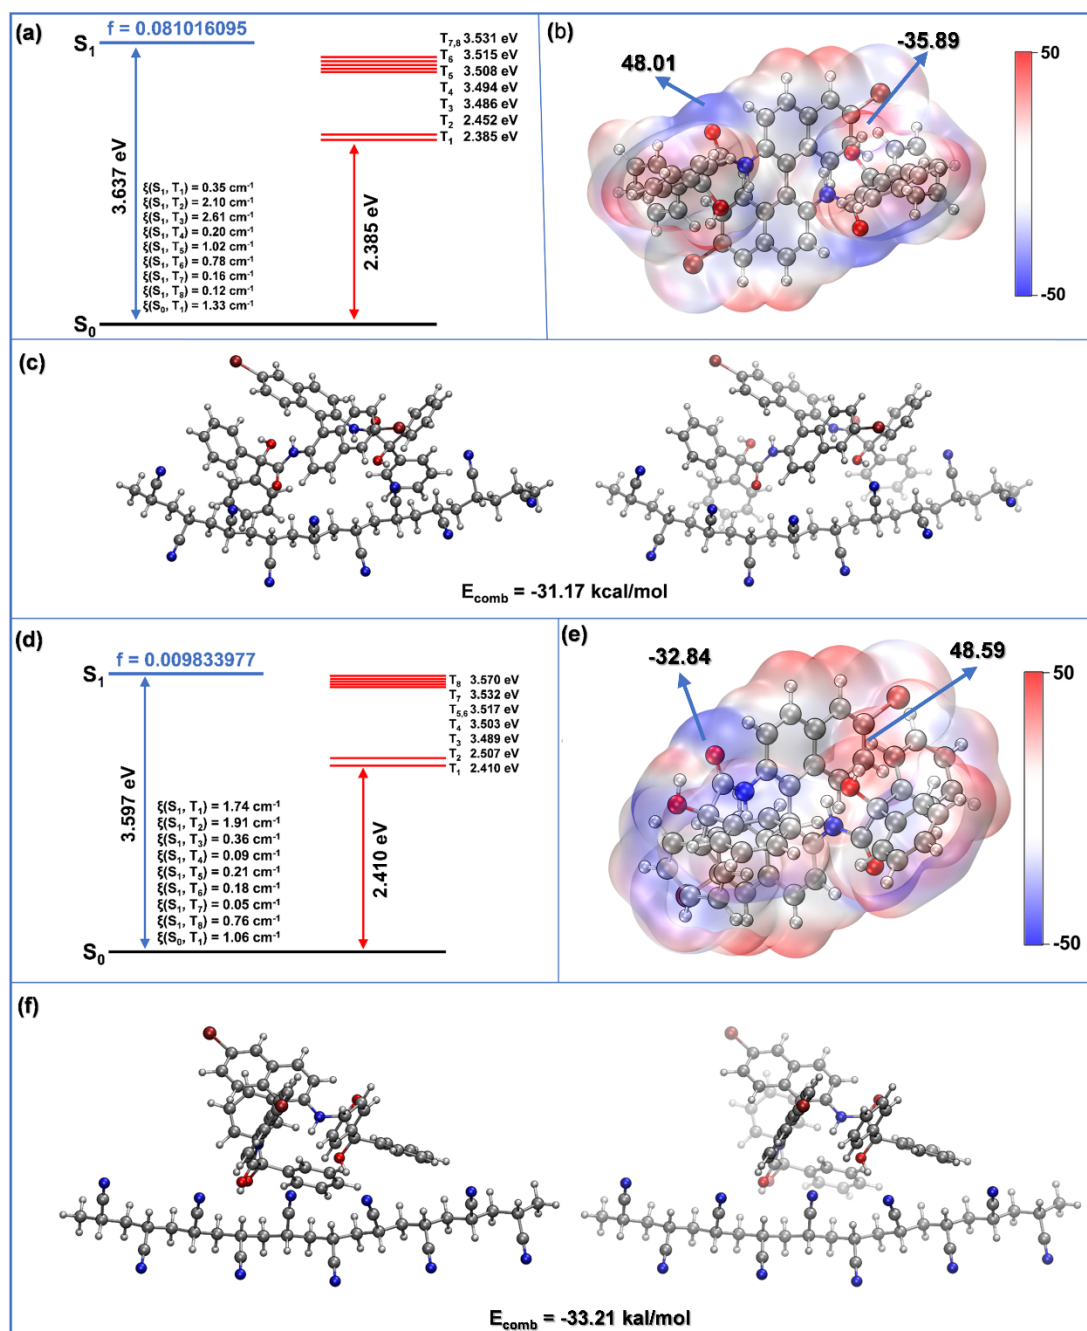 (a)
f = 0.081016095
S₁
T₇,₈ 3.531 eV
T₆ 3.515 eV
T₅ 3.508 eV
T₄ 3.494 eV
T₃ 3.486 eV
T₂ 2.452 eV
T₁ 2.385 eV
3.637 eV
ξ(S₁, T₁) = 0.35 cm⁻¹
ξ(S₁, T₂) = 2.10 cm⁻¹
ξ(S₁, T₃) = 2.61 cm⁻¹
ξ(S₁, T₄) = 0.20 cm⁻¹
ξ(S₁, T₅) = 1.02 cm⁻¹
ξ(S₁, T₆) = 0.78 cm⁻¹
ξ(S₁, T₇) = 0.16 cm⁻¹
ξ(S₁, T₈) = 0.12 cm⁻¹
ξ(S₀, T₁) = 1.33 cm⁻¹
2.385 eV
S₀
(b)
48.01
-35.89
50
-50
(c)
E_comb = -31.17 kcal/mol
(d)
f = 0.009833977
S₁
T₈ 3.570 eV
T₇ 3.532 eV
T₅,₆ 3.517 eV
T₄ 3.503 eV
T₃ 3.489 eV
T₂ 2.507 eV
T₁ 2.410 eV
3.597 eV
ξ(S₁, T₁) = 1.74 cm⁻¹
ξ(S₁, T₂) = 1.91 cm⁻¹
ξ(S₁, T₃) = 0.36 cm⁻¹
ξ(S₁, T₄) = 0.09 cm⁻¹
ξ(S₁, T₅) = 0.21 cm⁻¹
ξ(S₁, T₆) = 0.18 cm⁻¹
ξ(S₁, T₇) = 0.05 cm⁻¹
ξ(S₁, T₈) = 0.76 cm⁻¹
ξ(S₀, T₁) = 1.06 cm⁻¹
2.410 eV
S₀
(e)
-32.84
48.59
50
-50
(f)
E_comb = -33.21 kal/mol